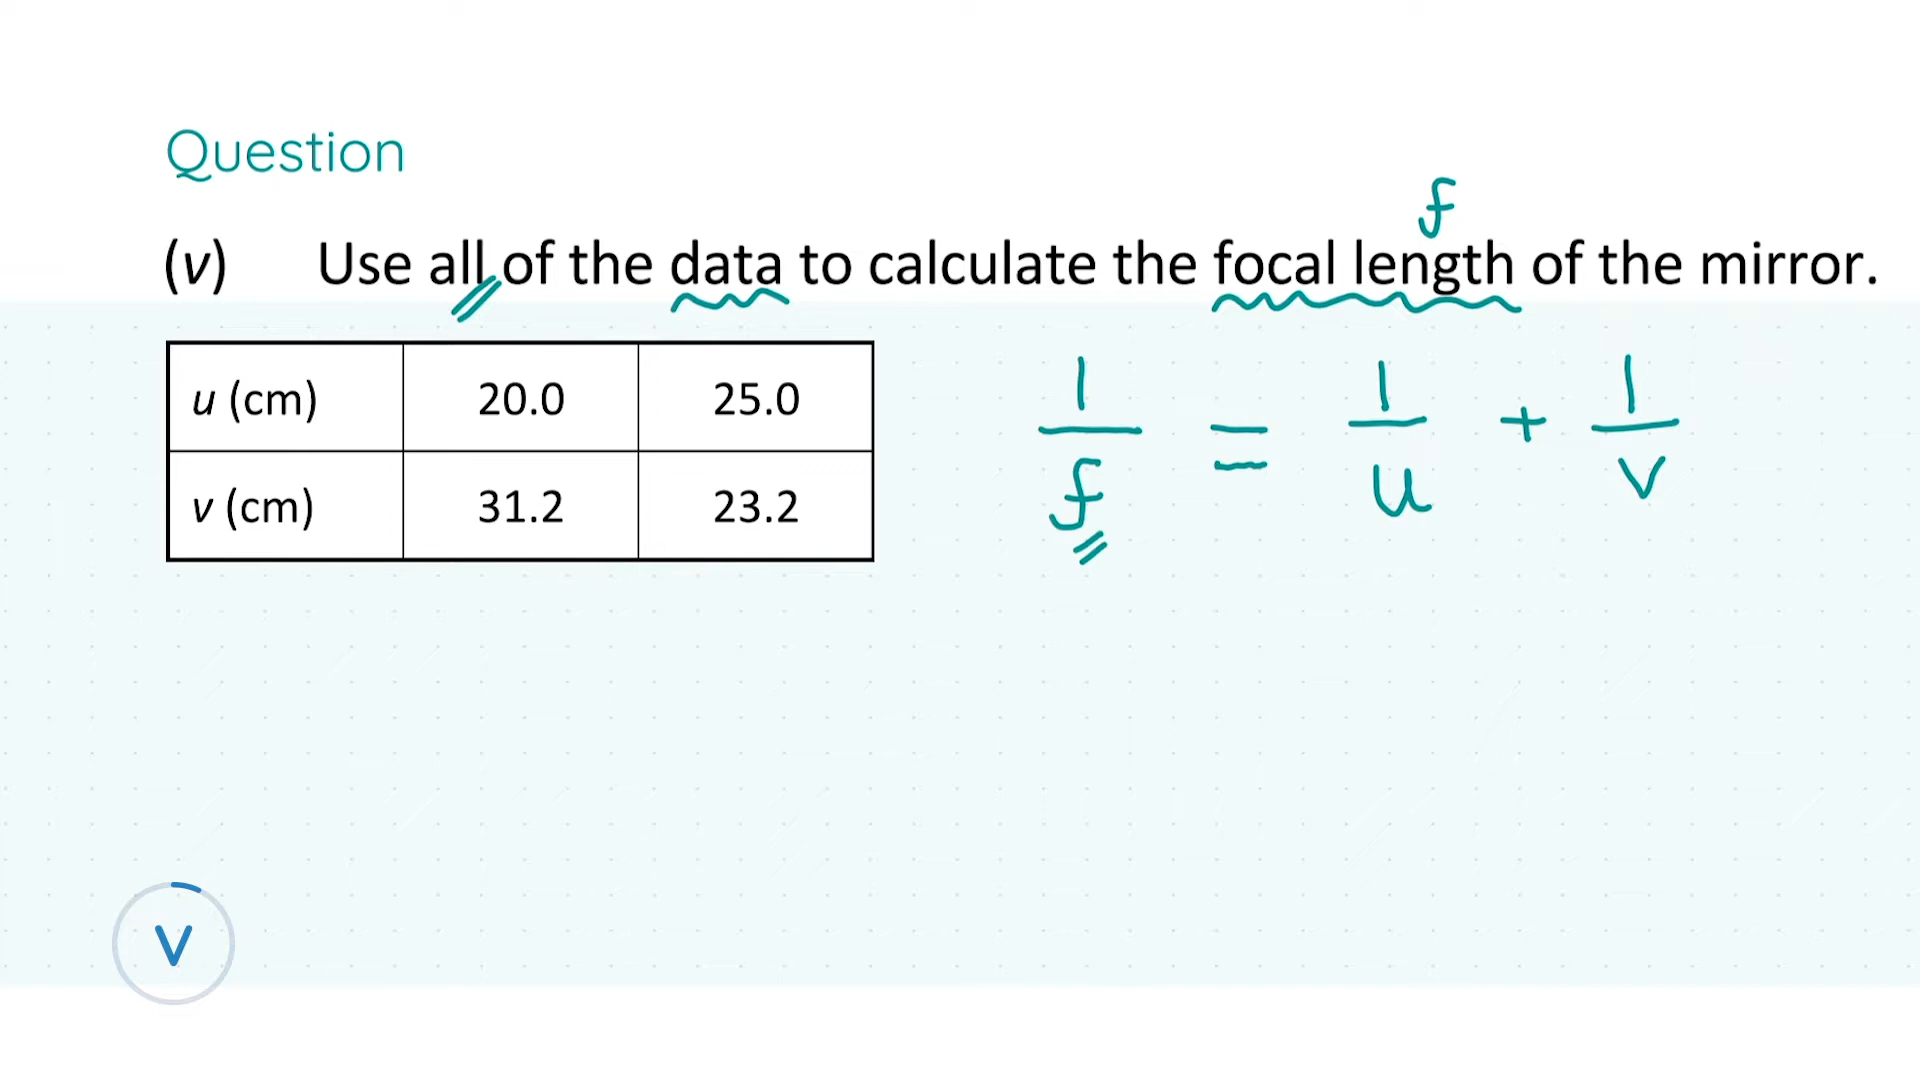 Question
f
(v) Use all of the data to calculate the focal length of the mirror.
u (cm) 20.0 25.0
v (cm) 31.2 23.2
1/f = 1/u + 1/v
V